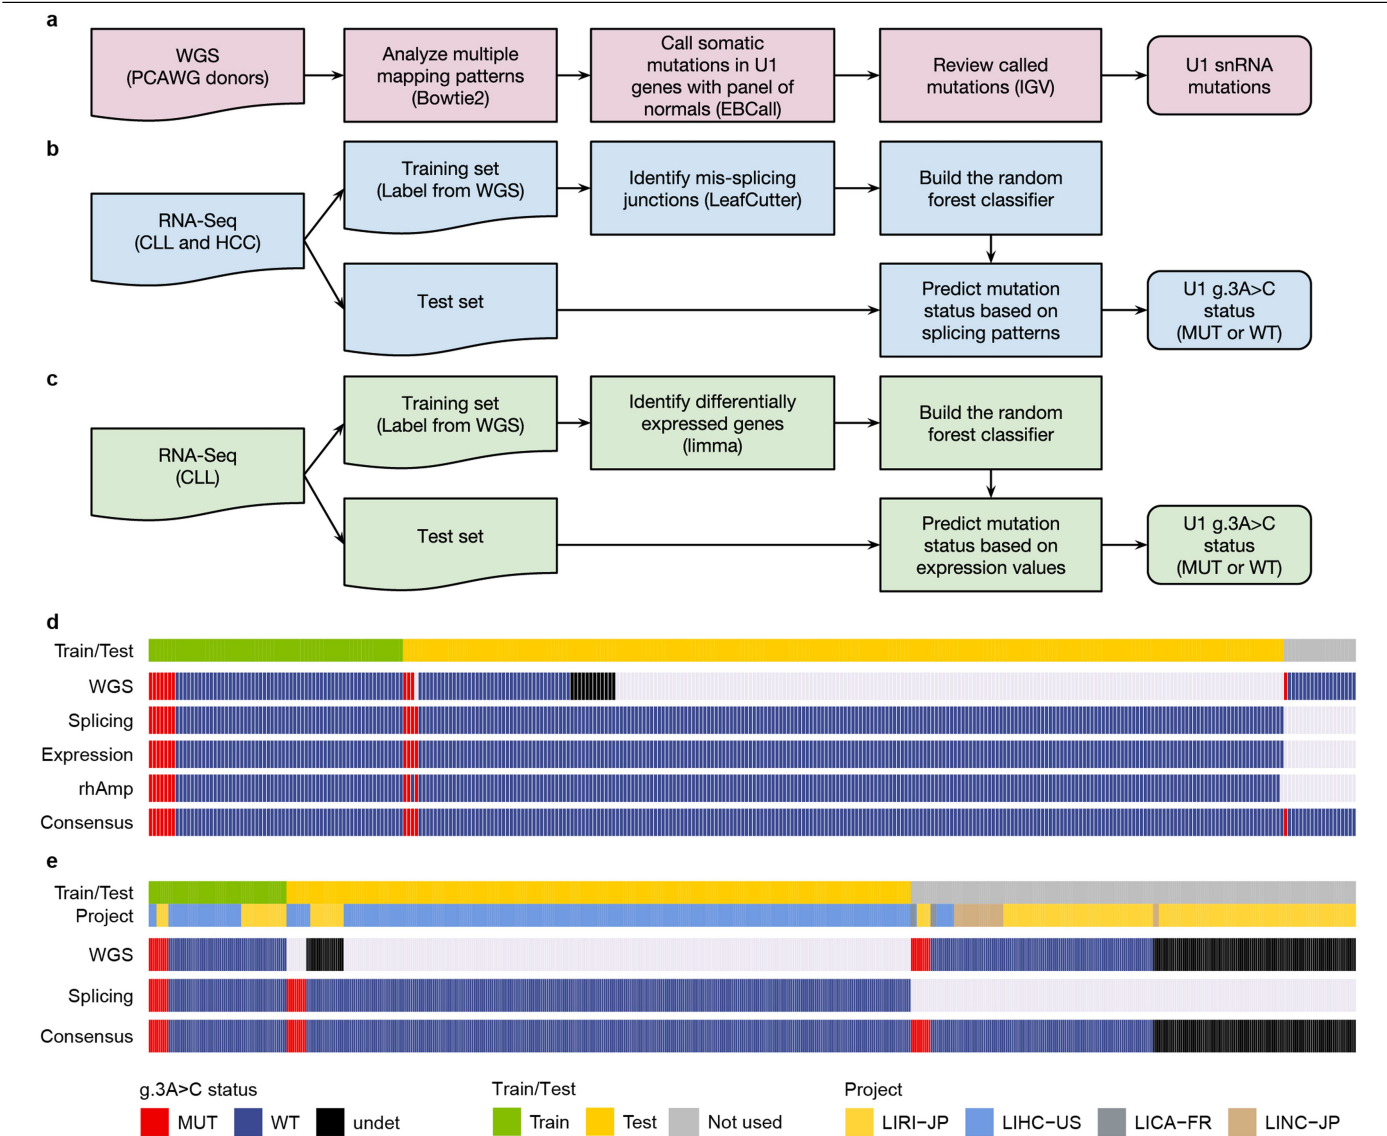 a
WGS
(PCAWG donors)
Analyze multiple
mapping patterns
(Bowtie2)
Call somatic
mutations in U1
genes with panel of
normals (EBCall)
Review called
mutations (IGV)
U1 snRNA
mutations
b
RNA-Seq
(CLL and HCC)
Training set
(Label from WGS)
Identify mis-splicing
junctions (LeafCutter)
Build the random
forest classifier
Test set
Predict mutation
status based on
splicing patterns
U1 g.3A>C
status
(MUT or WT)
c
RNA-Seq
(CLL)
Training set
(Label from WGS)
Identify differentially
expressed genes
(limma)
Build the random
forest classifier
Test set
Predict mutation
status based on
expression values
U1 g.3A>C
status
(MUT or WT)
d
Train/Test
WGS
Splicing
Expression
rhAmp
Consensus
e
Train/Test
Project
WGS
Splicing
Consensus
g.3A>C status
MUT
WT
undet
Train/Test
Train
Test
Not used
Project
LIRI−JP
LIHC−US
LICA−FR
LINC−JP